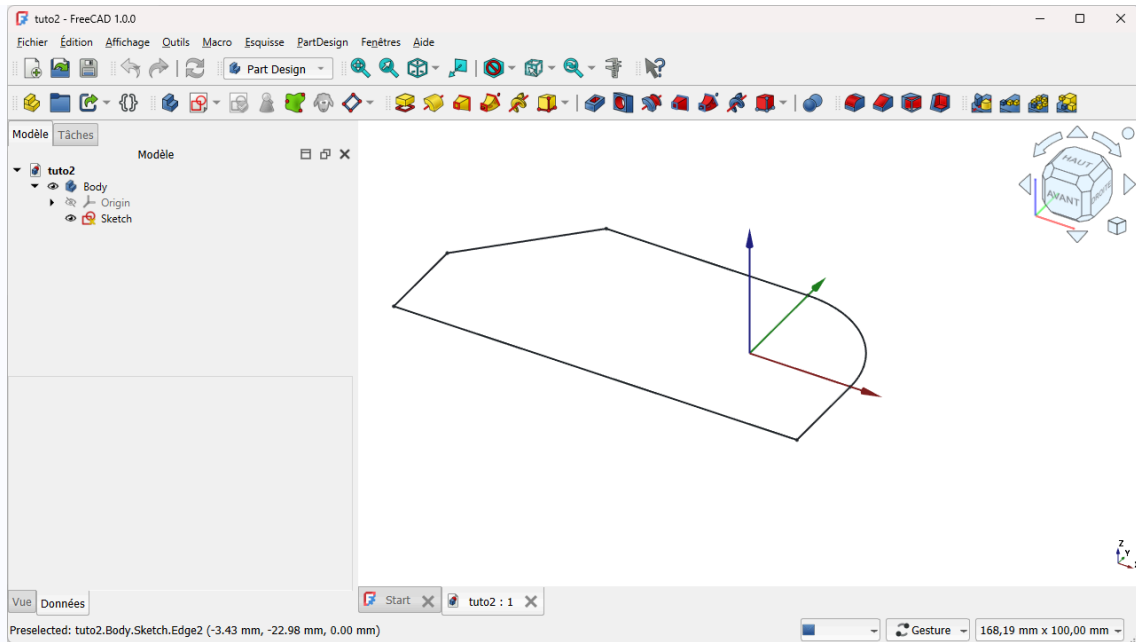 tuto2 - FreeCAD 1.0.0
Fichier Édition Affichage Outils Macro Esquisse PartDesign Fenêtres Aide
Part Design
Modèle Tâches
Modèle
tuto2
Body
Origin
Sketch
HAUT
AVANT
DROITE
Z
Y
X
Vue Données
Start tuto2 : 1
Preselected: tuto2.Body.Sketch.Edge2 (-3.43 mm, -22.98 mm, 0.00 mm)
Gesture
168,19 mm x 100,00 mm